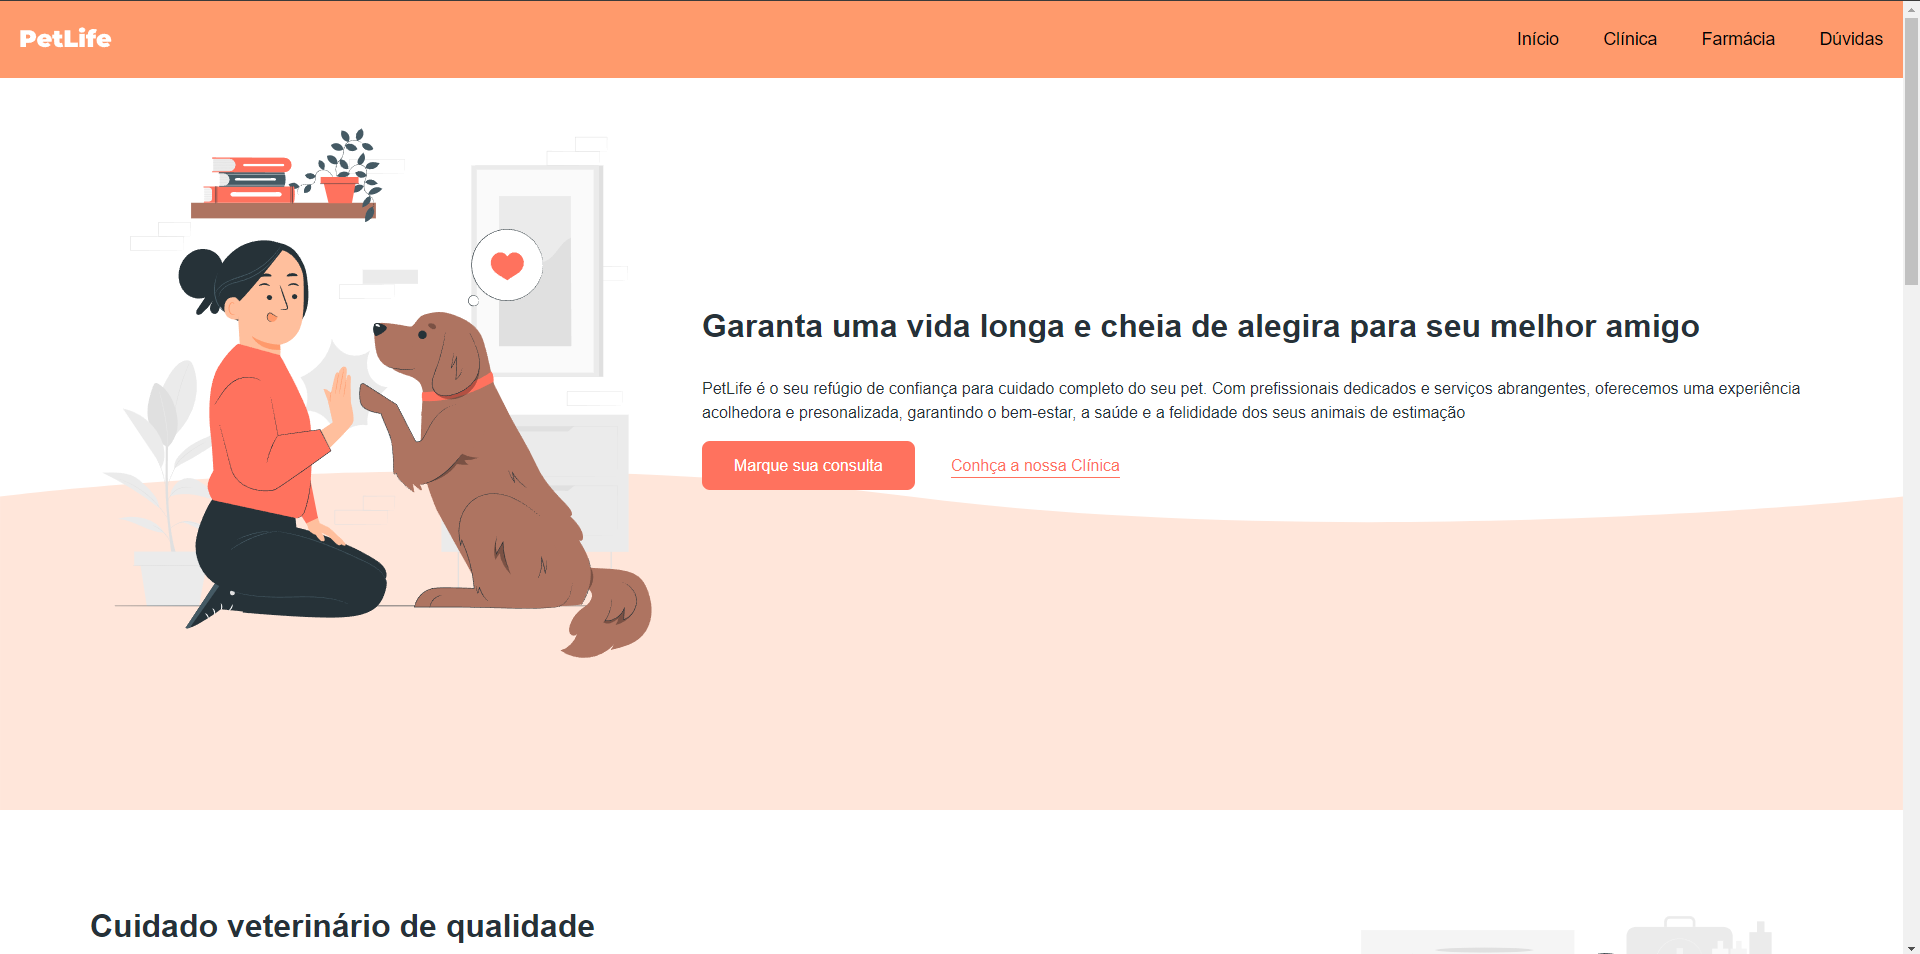 PetLife
Início Clínica Farmácia Dúvidas
Garanta uma vida longa e cheia de alegira para seu melhor amigo
PetLife é o seu refúgio de confiança para cuidado completo do seu pet. Com prefissionais dedicados e serviços abrangentes, oferecemos uma experiência
acolhedora e presonalizada, garantindo o bem-estar, a saúde e a felididade dos seus animais de estimação
Marque sua consulta Conhça a nossa Clínica
Cuidado veterinário de qualidade